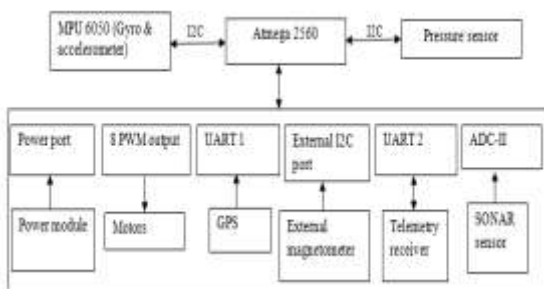 MPU 6050 (Gyro &
accelerometer)
I2C
Atmega 2560
I2C
Pressure sensor
Power port
8 PWM output
UART 1
External I2C
port
UART 2
ADC-II
Power module
Motors
GPS
External
magnetometer
Telemetry
receiver
SONAR
sensor